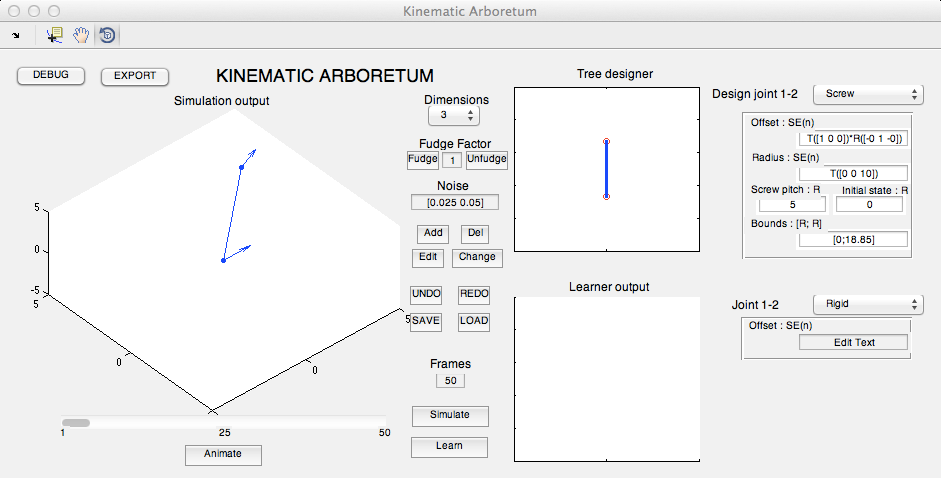 Kinematic Arboretum
DEBUG
EXPORT
KINEMATIC ARBORETUM
Simulation output
5
0
-5
5
0
0
5
1
25
50
Animate
Dimensions
3
Fudge Factor
Fudge
1
Unfudge
Noise
[0.025 0.05]
Add
Del
Edit
Change
UNDO
REDO
SAVE
LOAD
Frames
50
Simulate
Learn
Tree designer
Learner output
Design joint 1-2
Screw
Offset : SE(n)
T([1 0 0])*R([-0 1 -0])
Radius : SE(n)
T([0 0 10])
Screw pitch : R
Initial state : R
5
0
Bounds : [R; R]
[0;18.85]
Joint 1-2
Rigid
Offset : SE(n)
Edit Text